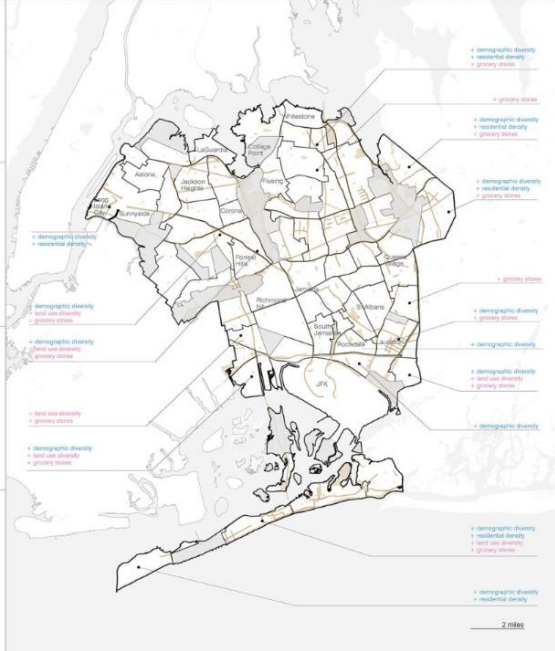 + demographic diversity
+ residential density
+ grocery stores
+ grocery stores
+ demographic diversity
+ residential density
+ grocery stores
+ demographic diversity
+ residential density
+ grocery stores
+ grocery stores
+ demographic diversity
+ grocery stores
+ demographic diversity
+ demographic diversity
+ land use diversity
+ grocery stores
+ demographic diversity
+ demographic diversity
+ residential density
+ land use diversity
+ grocery stores
+ demographic diversity
+ residential density
+ demographic diversity
+ residential density
demographic diversity
+ land use diversity
grocery stores
+ demographic diversity
land use diversity
grocery stores
+ land use diversity
+ grocery stores
+ demographic diversity
+ land use diversity
+ grocery stores
Whitestone
LaGuardia
College
Point
Astoria
Flushing
Jackson
Heights
Long
Island
City
Sunnyside
Corona
Forest
Hills
Queens
Village
Jamaica
Richmond
Hill
St Albans
South
Jamaica
Rochdale
JFK
2 miles